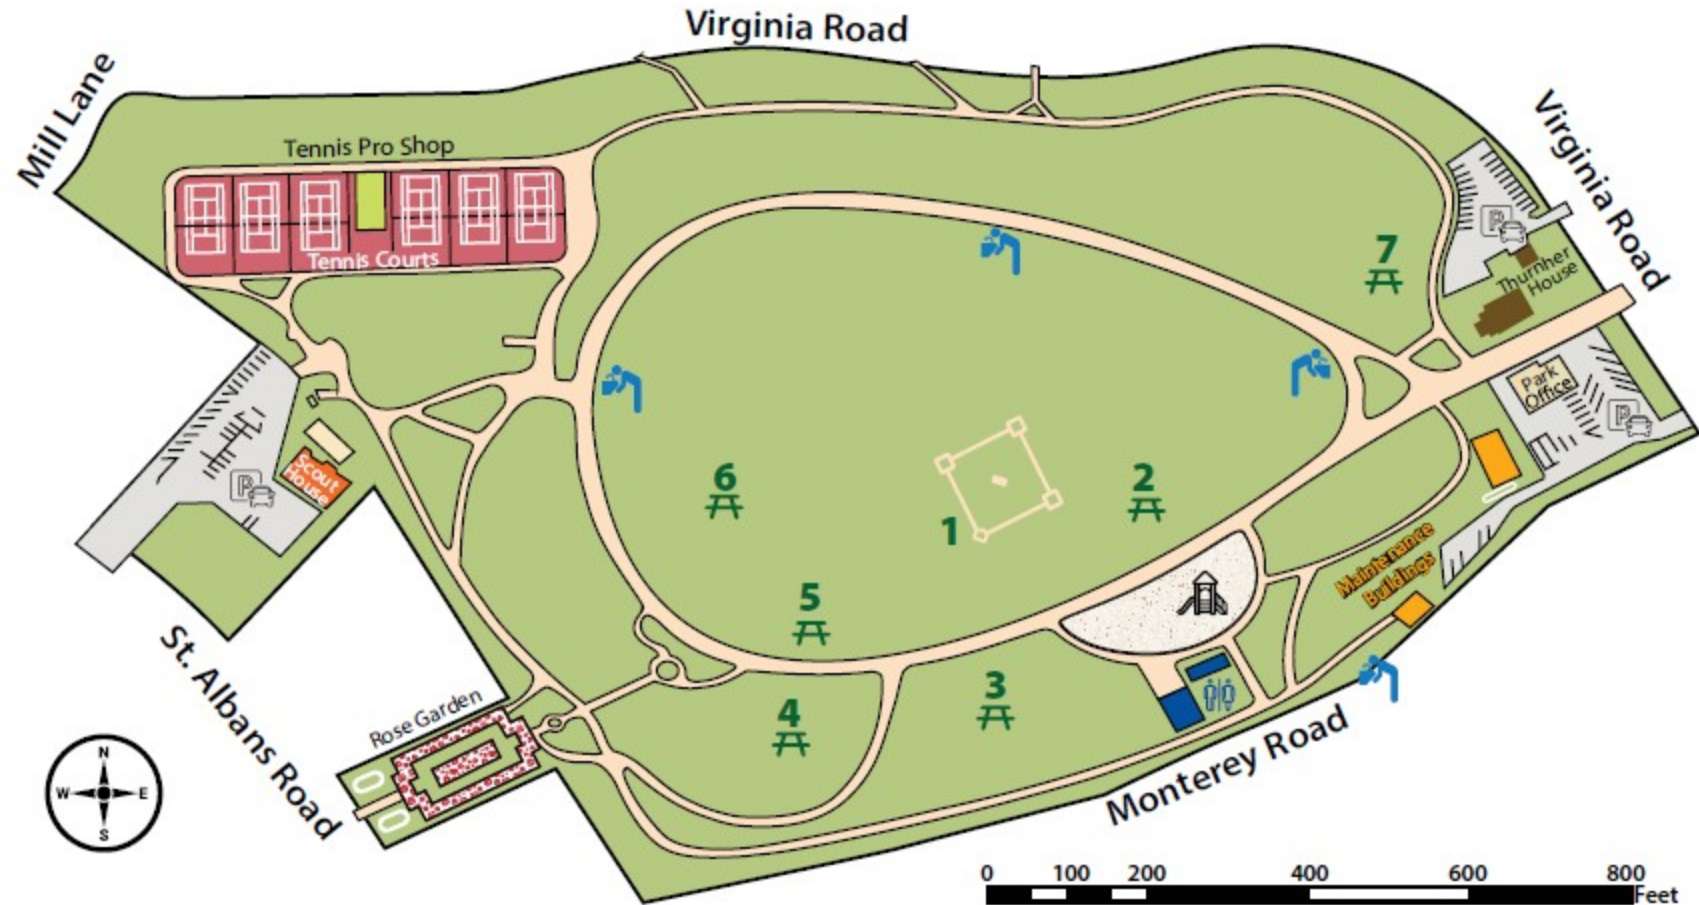 Virginia Road
Mill Lane
Virginia Road
Tennis Pro Shop
Tennis Courts
7
P
Thurnher
House
Park
Office
P
Scout
House
P
6
2
1
Maintenance
Buildings
5
3
4
St. Albans Road
Rose Garden
Monterey Road
N
W E
S
0 100 200 400 600 800
Feet